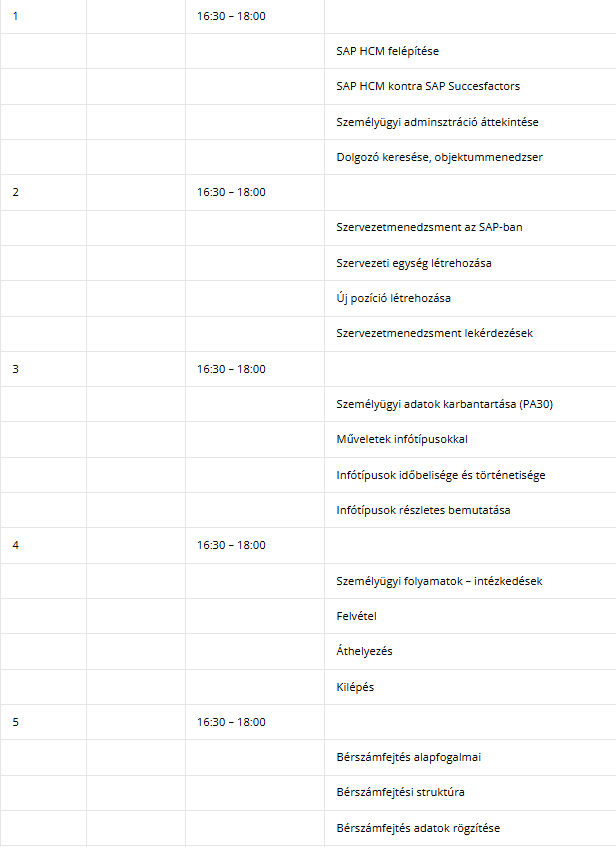 1 16:30 – 18:00
SAP HCM felépítése
SAP HCM kontra SAP Succesfactors
Személyügyi adminsztráció áttekintése
Dolgozó keresése, objektummenedzser
2 16:30 – 18:00
Szervezetmenedzsment az SAP-ban
Szervezeti egység létrehozása
Új pozíció létrehozása
Szervezetmenedzsment lekérdezések
3 16:30 – 18:00
Személyügyi adatok karbantartása (PA30)
Műveletek infótípusokkal
Infótípusok időbelisége és történetisége
Infótípusok részletes bemutatása
4 16:30 – 18:00
Személyügyi folyamatok – intézkedések
Felvétel
Áthelyezés
Kilépés
5 16:30 – 18:00
Bérszámfejtés alapfogalmai
Bérszámfejtési struktúra
Bérszámfejtés adatok rögzítése